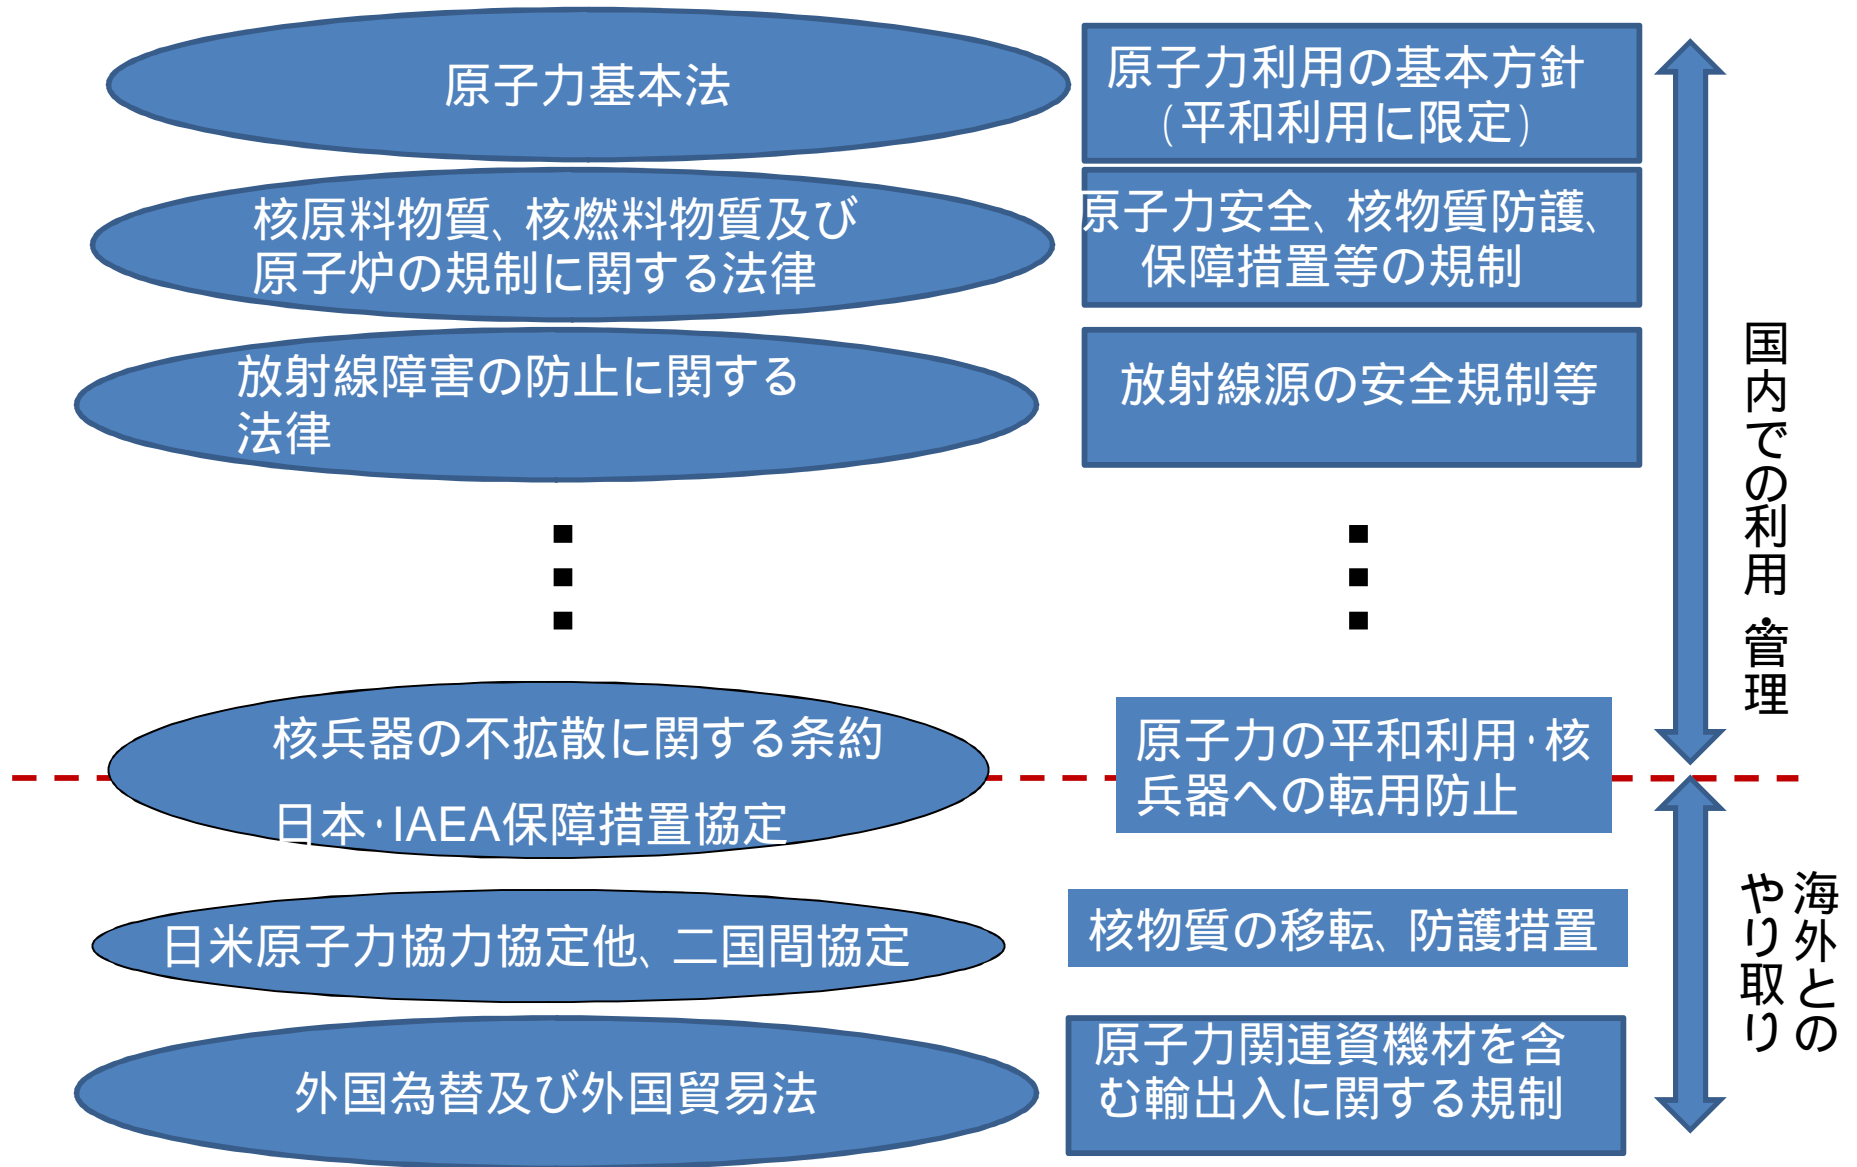 原子力基本法
原子力利用の基本方針
(平和利用に限定)
核原料物質、核燃料物質及び
原子炉の規制に関する法律
原子力安全、核物質防護、
保障措置等の規制
放射線障害の防止に関する
法律
放射線源の安全規制等
国内での利用・管理
核兵器の不拡散に関する条約
日本・IAEA保障措置協定
原子力の平和利用・核
兵器への転用防止
日米原子力協力協定他、二国間協定
核物質の移転、防護措置
外国為替及び外国貿易法
原子力関連資機材を含
む輸出入に関する規制
海外との
やり取り